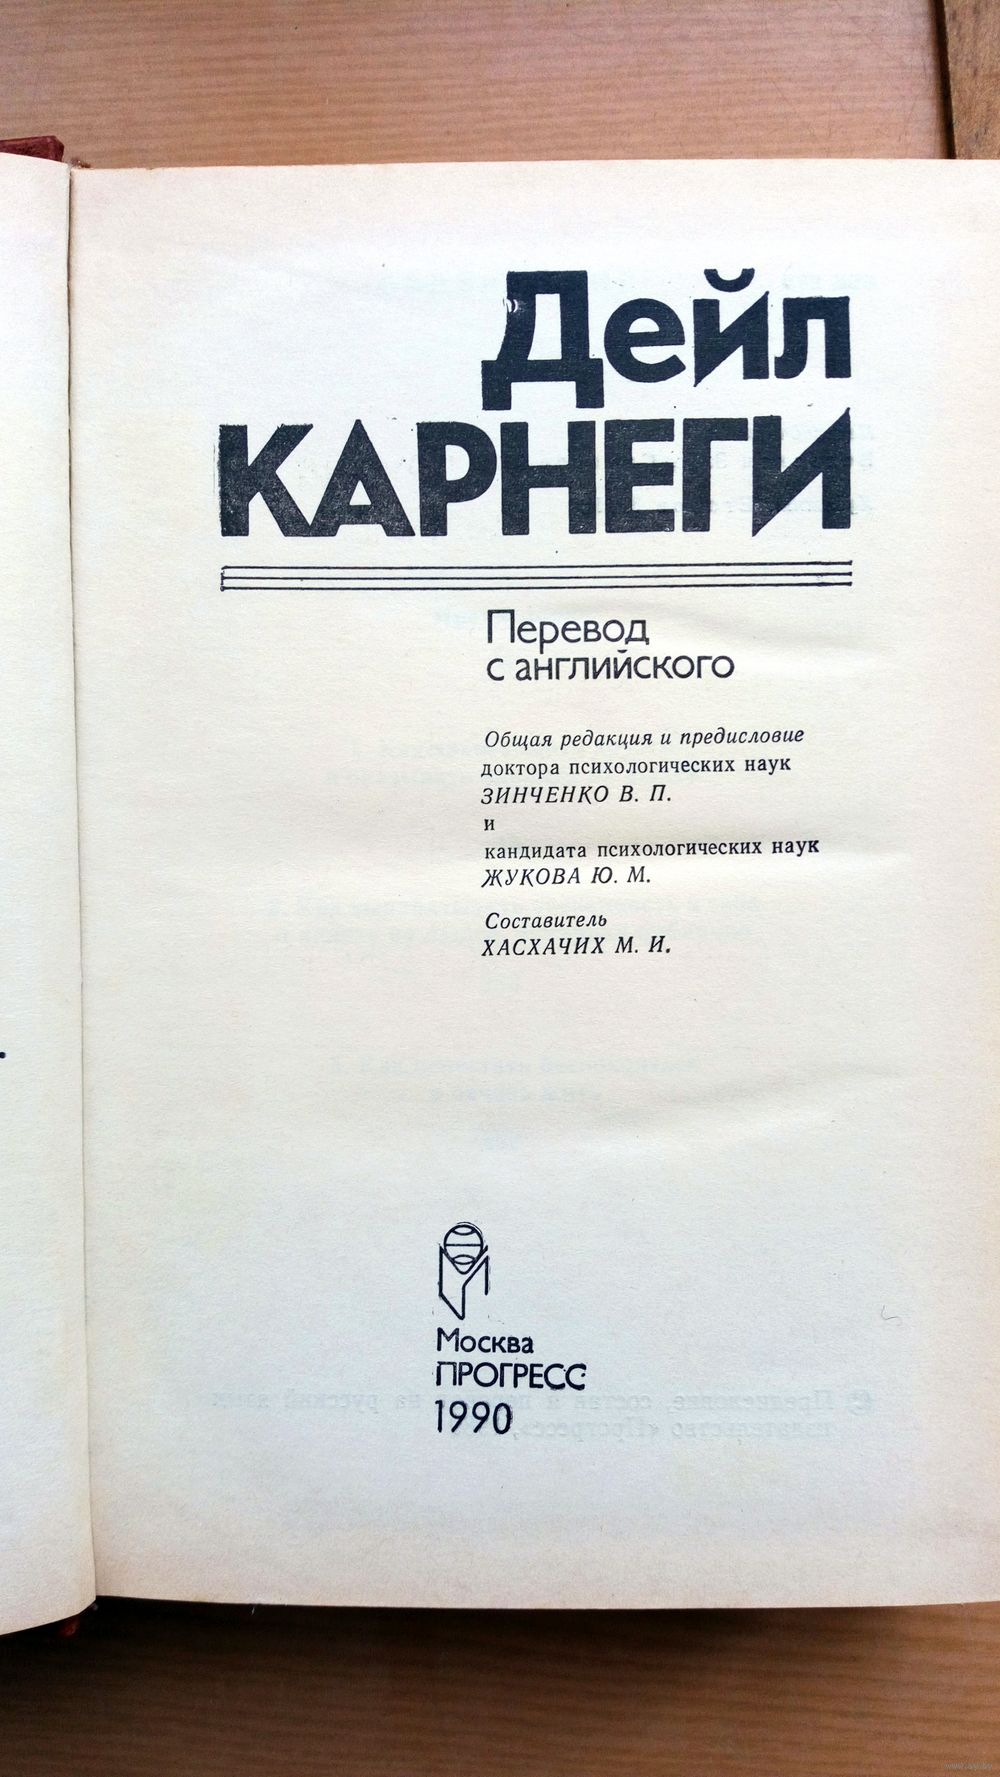 Дейл
КАРНЕГИ
Перевод
с английского
Общая редакция и предисловие
доктора психологических наук
ЗИНЧЕНКО В. П.
и
кандидата психологических наук
ЖУКОВА Ю. М.
Составитель
ХАСХАЧИХ М. И.
Москва
ПРОГРЕСС
1990